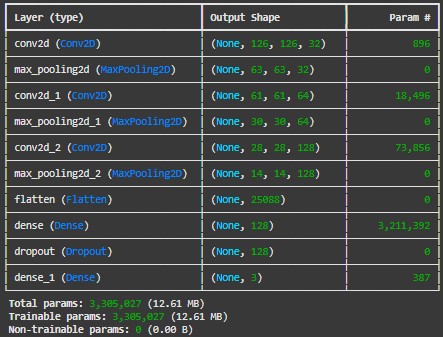 Layer (type) Output Shape Param #
conv2d (Conv2D) (None, 126, 126, 32) 896
max_pooling2d (MaxPooling2D) (None, 63, 63, 32) 0
conv2d_1 (Conv2D) (None, 61, 61, 64) 18,496
max_pooling2d_1 (MaxPooling2D) (None, 30, 30, 64) 0
conv2d_2 (Conv2D) (None, 28, 28, 128) 73,856
max_pooling2d_2 (MaxPooling2D) (None, 14, 14, 128) 0
flatten (Flatten) (None, 25088) 0
dense (Dense) (None, 128) 3,211,392
dropout (Dropout) (None, 128) 0
dense_1 (Dense) (None, 3) 387
Total params: 3,305,027 (12.61 MB)
Trainable params: 3,305,027 (12.61 MB)
Non-trainable params: 0 (0.00 B)